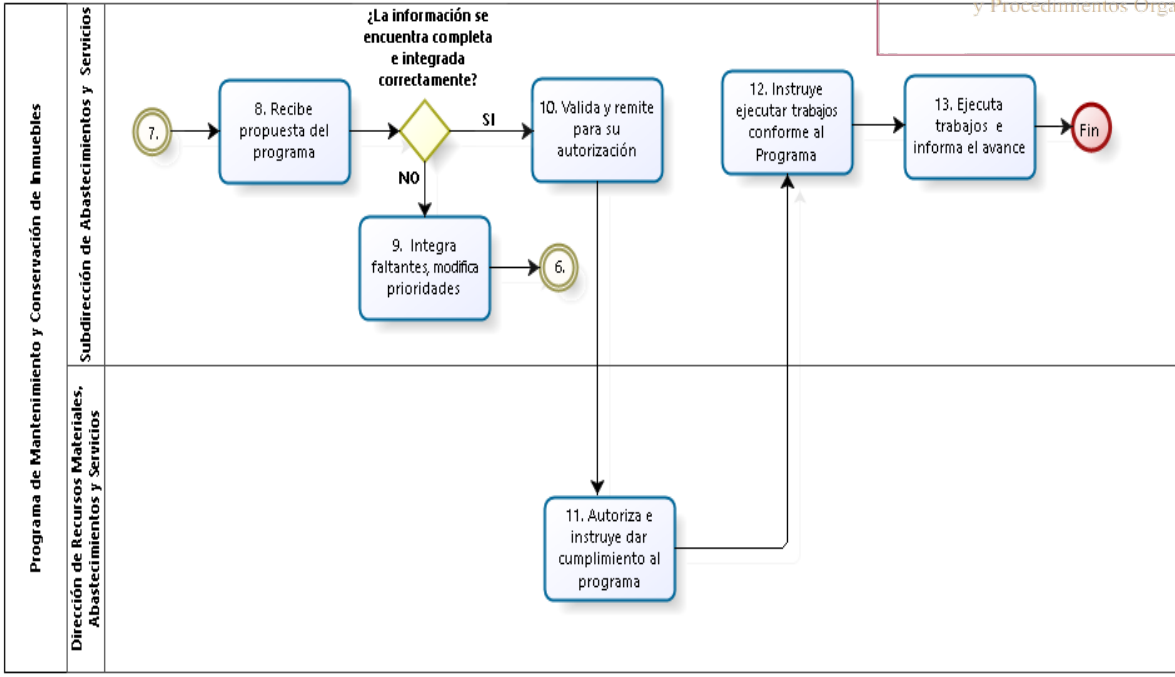 y Procedimientos Orga
Programa de Mantenimiento y Conservación de Inmuebles
Subdirección de Abastecimientos y Servicios
¿La información se
encuentra completa
e integrada
correctamente?
7.
8. Recibe
propuesta del
programa
SI
NO
10. Valida y remite
para su
autorización
12. Instruye
ejecutar trabajos
conforme al
Programa
13. Ejecuta
trabajos e
informa el avance
Fin
9. Integra
faltantes, modifica
prioridades
6.
Dirección de Recursos Materiales,
Abastecimientos y Servicios
11. Autoriza e
instruye dar
cumplimiento al
programa